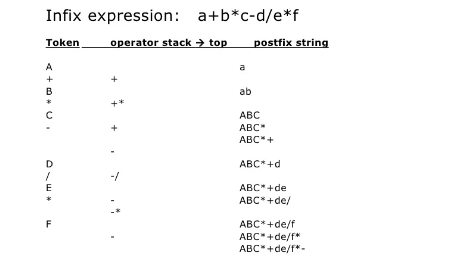 Infix expression: a+b*c-d/e*f
Token operator stack → top postfix string
A a
+ +
B ab
* +*
C ABC
- + ABC*
ABC*+
-
D ABC*+d
/ -/
E ABC*+de
* - ABC*+de/
-*
F ABC*+de/f
- ABC*+de/f*
ABC*+de/f*-